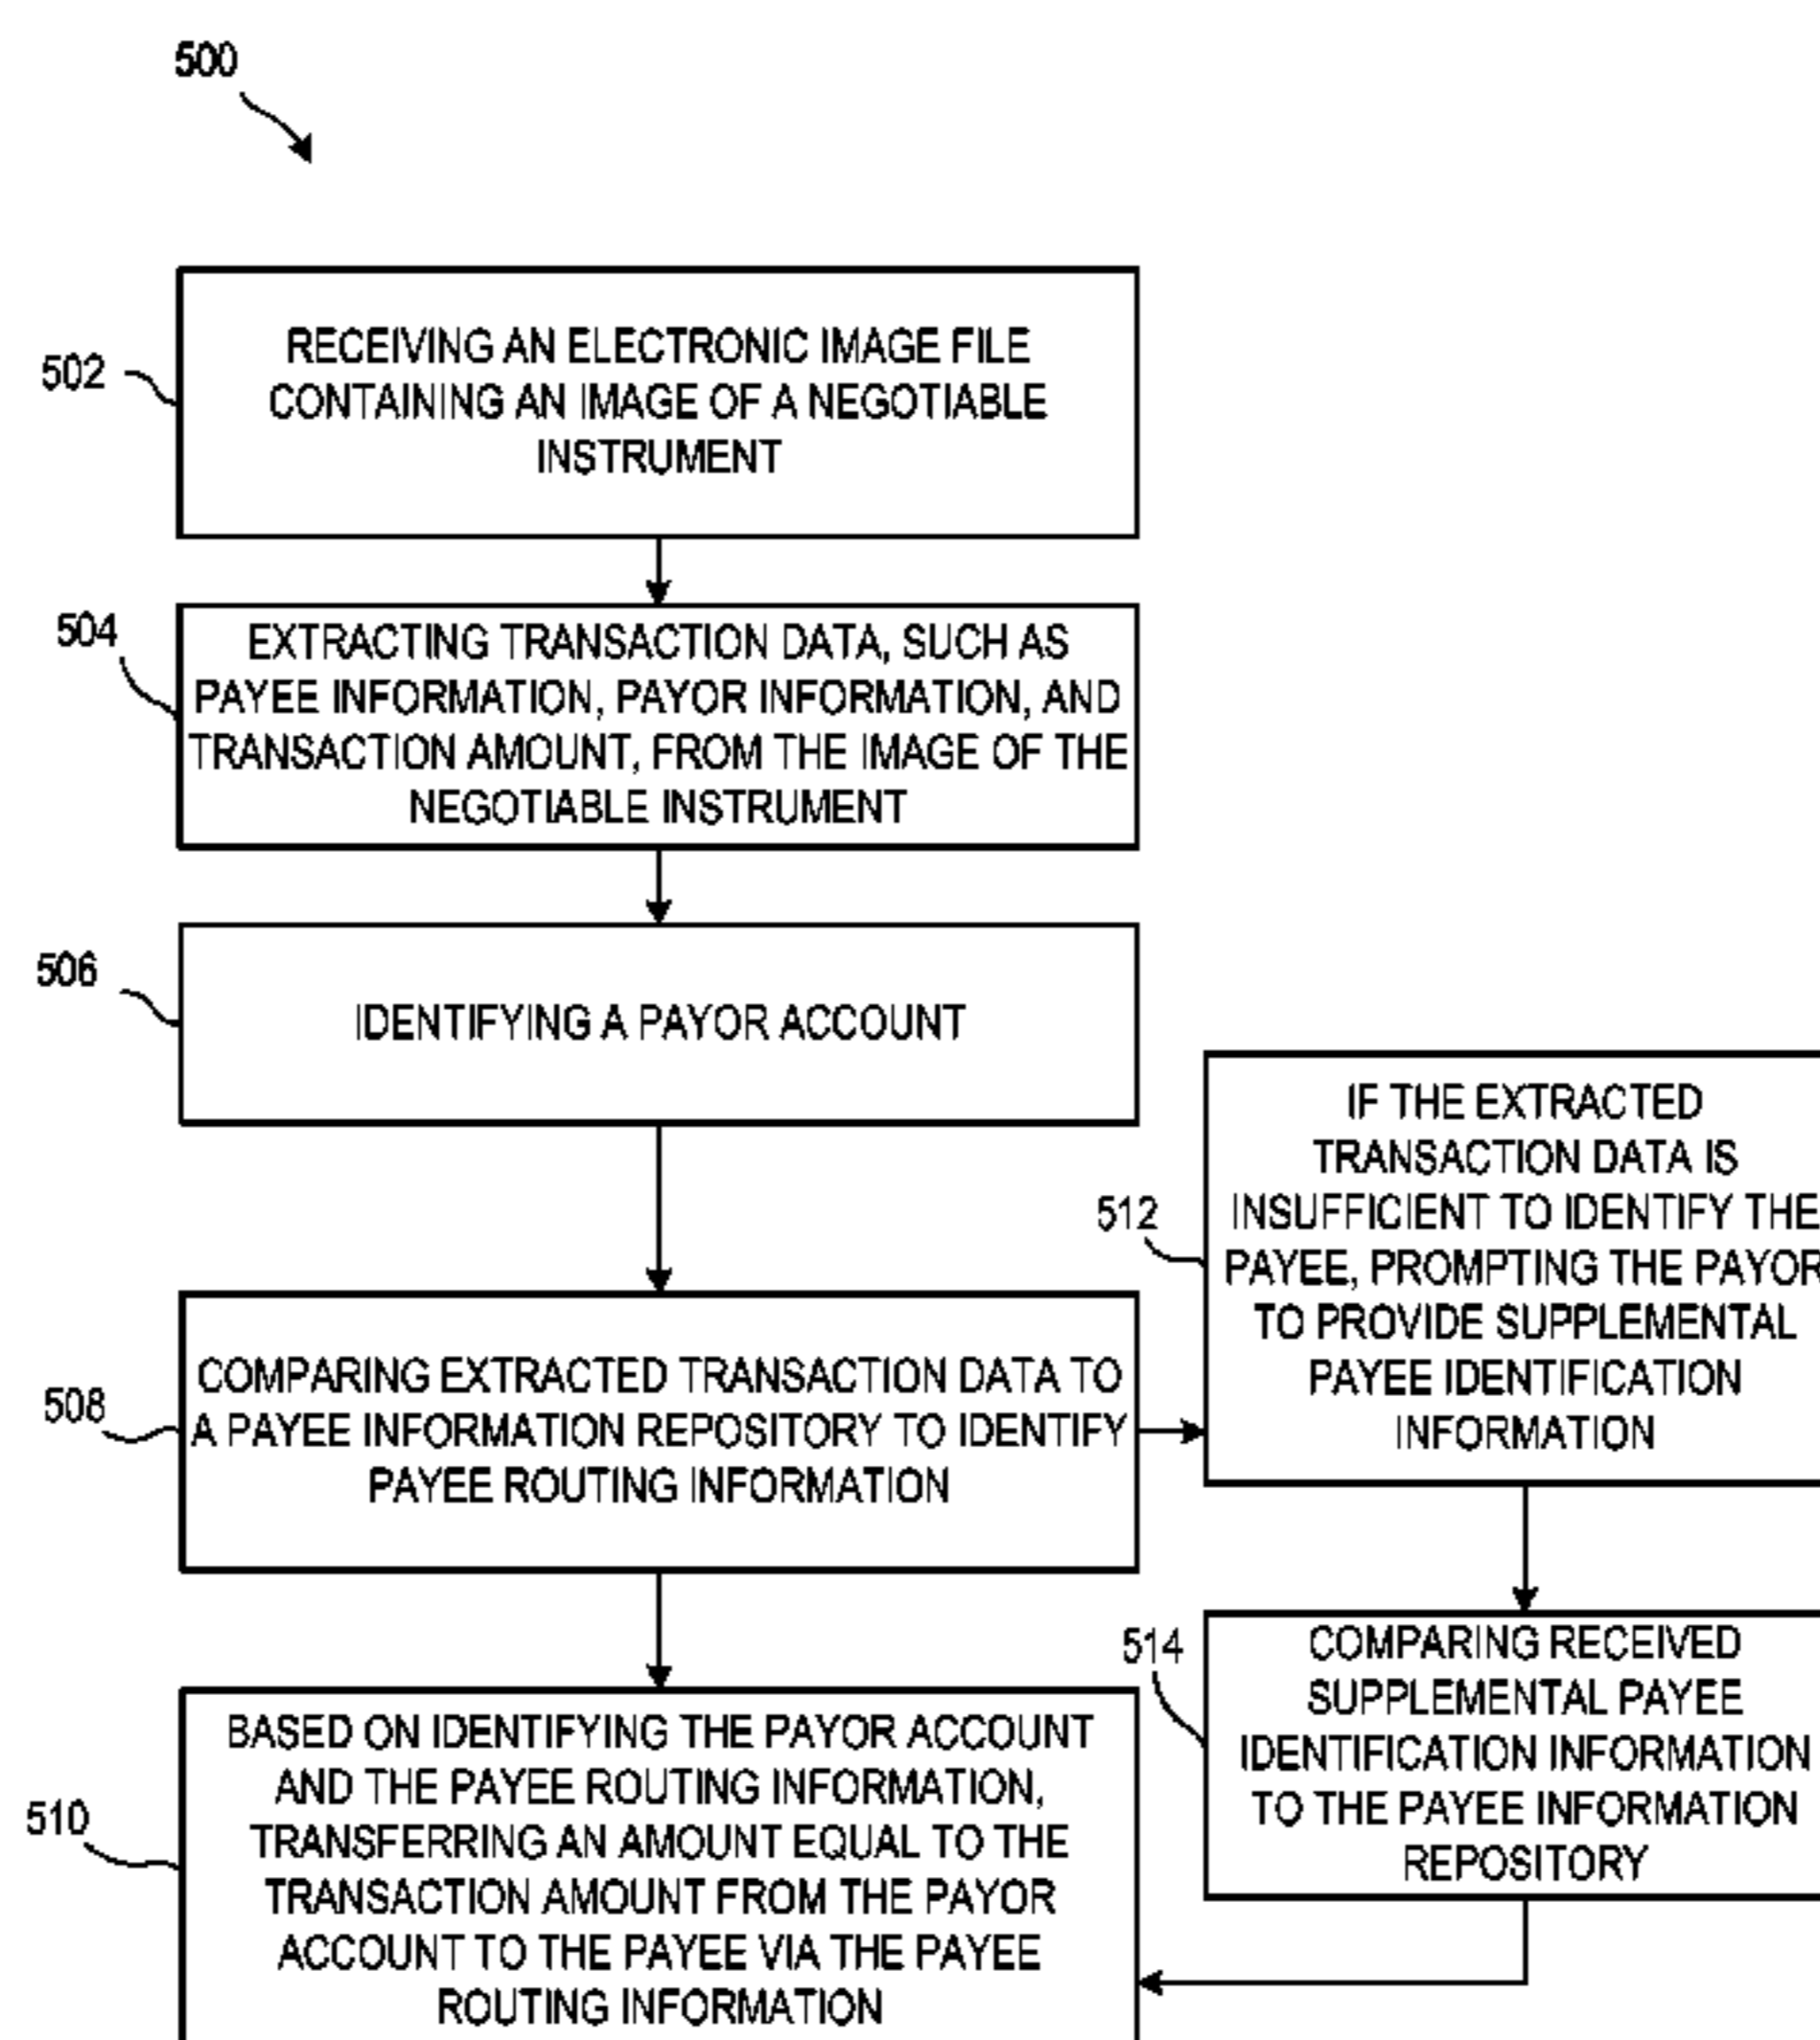 500
502
RECEIVING AN ELECTRONIC IMAGE FILE
CONTAINING AN IMAGE OF A NEGOTIABLE
INSTRUMENT
504
EXTRACTING TRANSACTION DATA, SUCH AS
PAYEE INFORMATION, PAYOR INFORMATION, AND
TRANSACTION AMOUNT, FROM THE IMAGE OF THE
NEGOTIABLE INSTRUMENT
506
IDENTIFYING A PAYOR ACCOUNT
508
COMPARING EXTRACTED TRANSACTION DATA TO
A PAYEE INFORMATION REPOSITORY TO IDENTIFY
PAYEE ROUTING INFORMATION
512
IF THE EXTRACTED
TRANSACTION DATA IS
INSUFFICIENT TO IDENTIFY THE
PAYEE, PROMPTING THE PAYOR
TO PROVIDE SUPPLEMENTAL
PAYEE IDENTIFICATION
INFORMATION
514
COMPARING RECEIVED
SUPPLEMENTAL PAYEE
IDENTIFICATION INFORMATION
TO THE PAYEE INFORMATION
REPOSITORY
510
BASED ON IDENTIFYING THE PAYOR ACCOUNT
AND THE PAYEE ROUTING INFORMATION,
TRANSFERRING AN AMOUNT EQUAL TO THE
TRANSACTION AMOUNT FROM THE PAYOR
ACCOUNT TO THE PAYEE VIA THE PAYEE
ROUTING INFORMATION